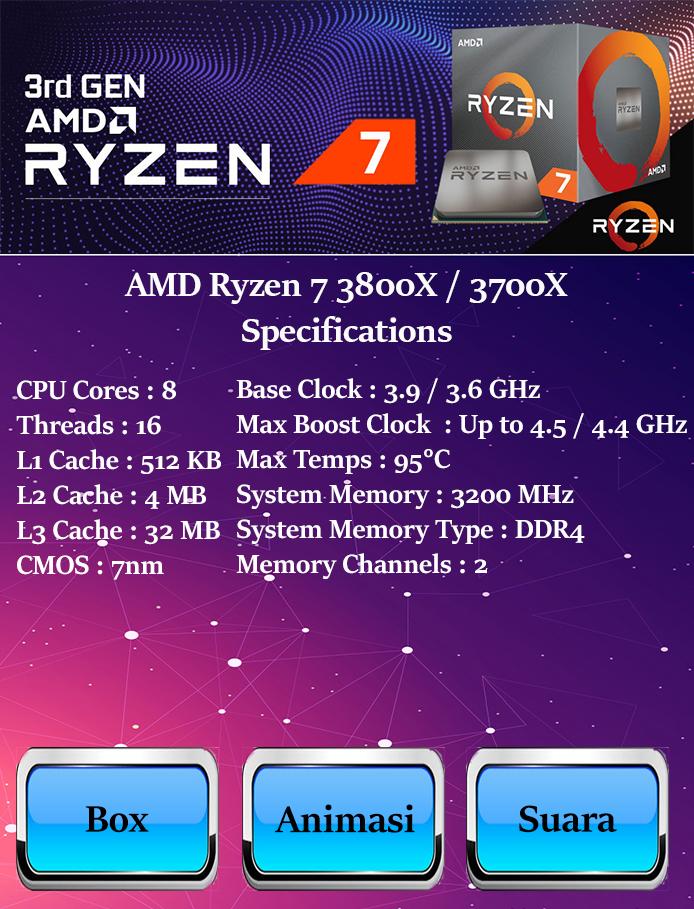 3rd GEN
AMD
RYZEN
7
AMD
RYZEN
AMD
RYZEN
7
AMD
RYZEN
AMD
RYZEN
AMD Ryzen 7 3800X / 3700X
Specifications
CPU Cores : 8
Threads : 16
L1 Cache : 512 KB
L2 Cache : 4 MB
L3 Cache : 32 MB
CMOS : 7nm
Base Clock : 3.9 / 3.6 GHz
Max Boost Clock : Up to 4.5 / 4.4 GHz
Max Temps : 95°C
System Memory : 3200 MHz
System Memory Type : DDR4
Memory Channels : 2
Box
Animasi
Suara